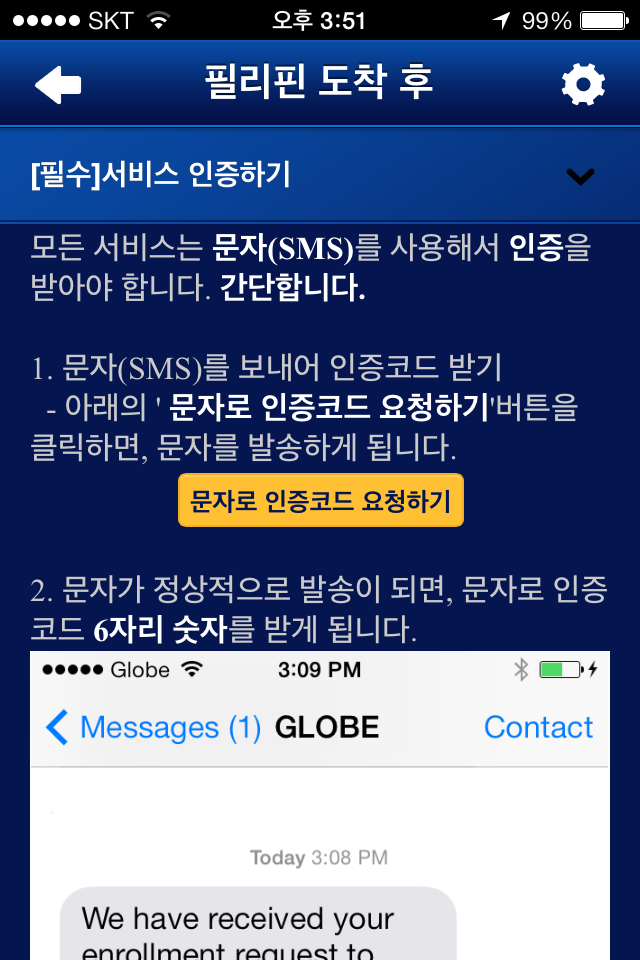 SKT 오후 3:51 99%
필리핀 도착 후
[필수]서비스 인증하기
모든 서비스는 문자(SMS)를 사용해서 인증을
받아야 합니다. 간단합니다.
1. 문자(SMS)를 보내어 인증코드 받기
- 아래의 ' 문자로 인증코드 요청하기'버튼을
클릭하면, 문자를 발송하게 됩니다.
문자로 인증코드 요청하기
2. 문자가 정상적으로 발송이 되면, 문자로 인증
코드 6자리 숫자를 받게 됩니다.
Globe 3:09 PM
Messages (1) GLOBE Contact
Today 3:08 PM
We have received your
enrollment request to